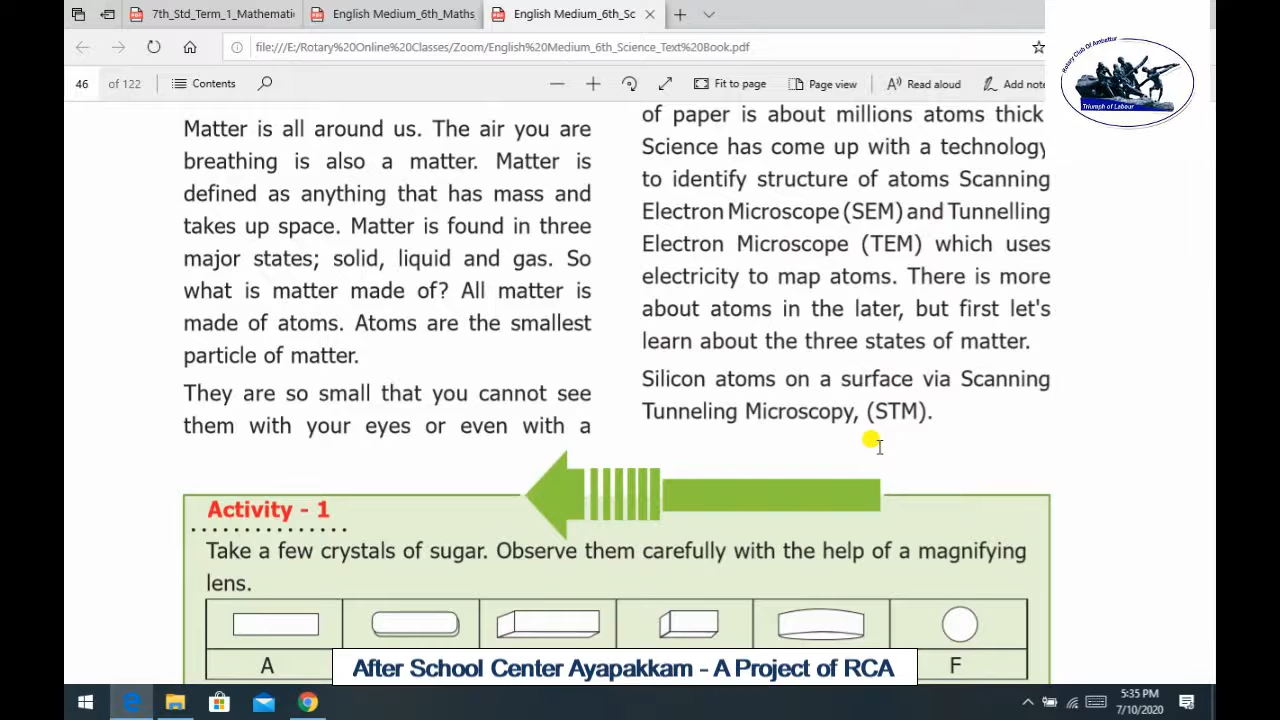 7th_Std_Term_1_Mathemati
English Medium_6th_Maths_
English Medium_6th_Sc
file:///E:/Rotary%20Online%20Classes/Zoom/English%20Medium_6th_Science_Text%20Book.pdf
46 of 122
Contents
Fit to page
Page view
Read aloud
Add note
Rotary Club Of Ambattur
Triumph of Labour
Matter is all around us. The air you are
breathing is also a matter. Matter is
defined as anything that has mass and
takes up space. Matter is found in three
major states; solid, liquid and gas. So
what is matter made of? All matter is
made of atoms. Atoms are the smallest
particle of matter.
They are so small that you cannot see
them with your eyes or even with a
of paper is about millions atoms thick
Science has come up with a technology
to identify structure of atoms Scanning
Electron Microscope (SEM) and Tunnelling
Electron Microscope (TEM) which uses
electricity to map atoms. There is more
about atoms in the later, but first let's
learn about the three states of matter.
Silicon atoms on a surface via Scanning
Tunneling Microscopy, (STM).
Activity - 1
Take a few crystals of sugar. Observe them carefully with the help of a magnifying
lens.
A
F
After School Center Ayapakkam - A Project of RCA
5:35 PM
7/10/2020